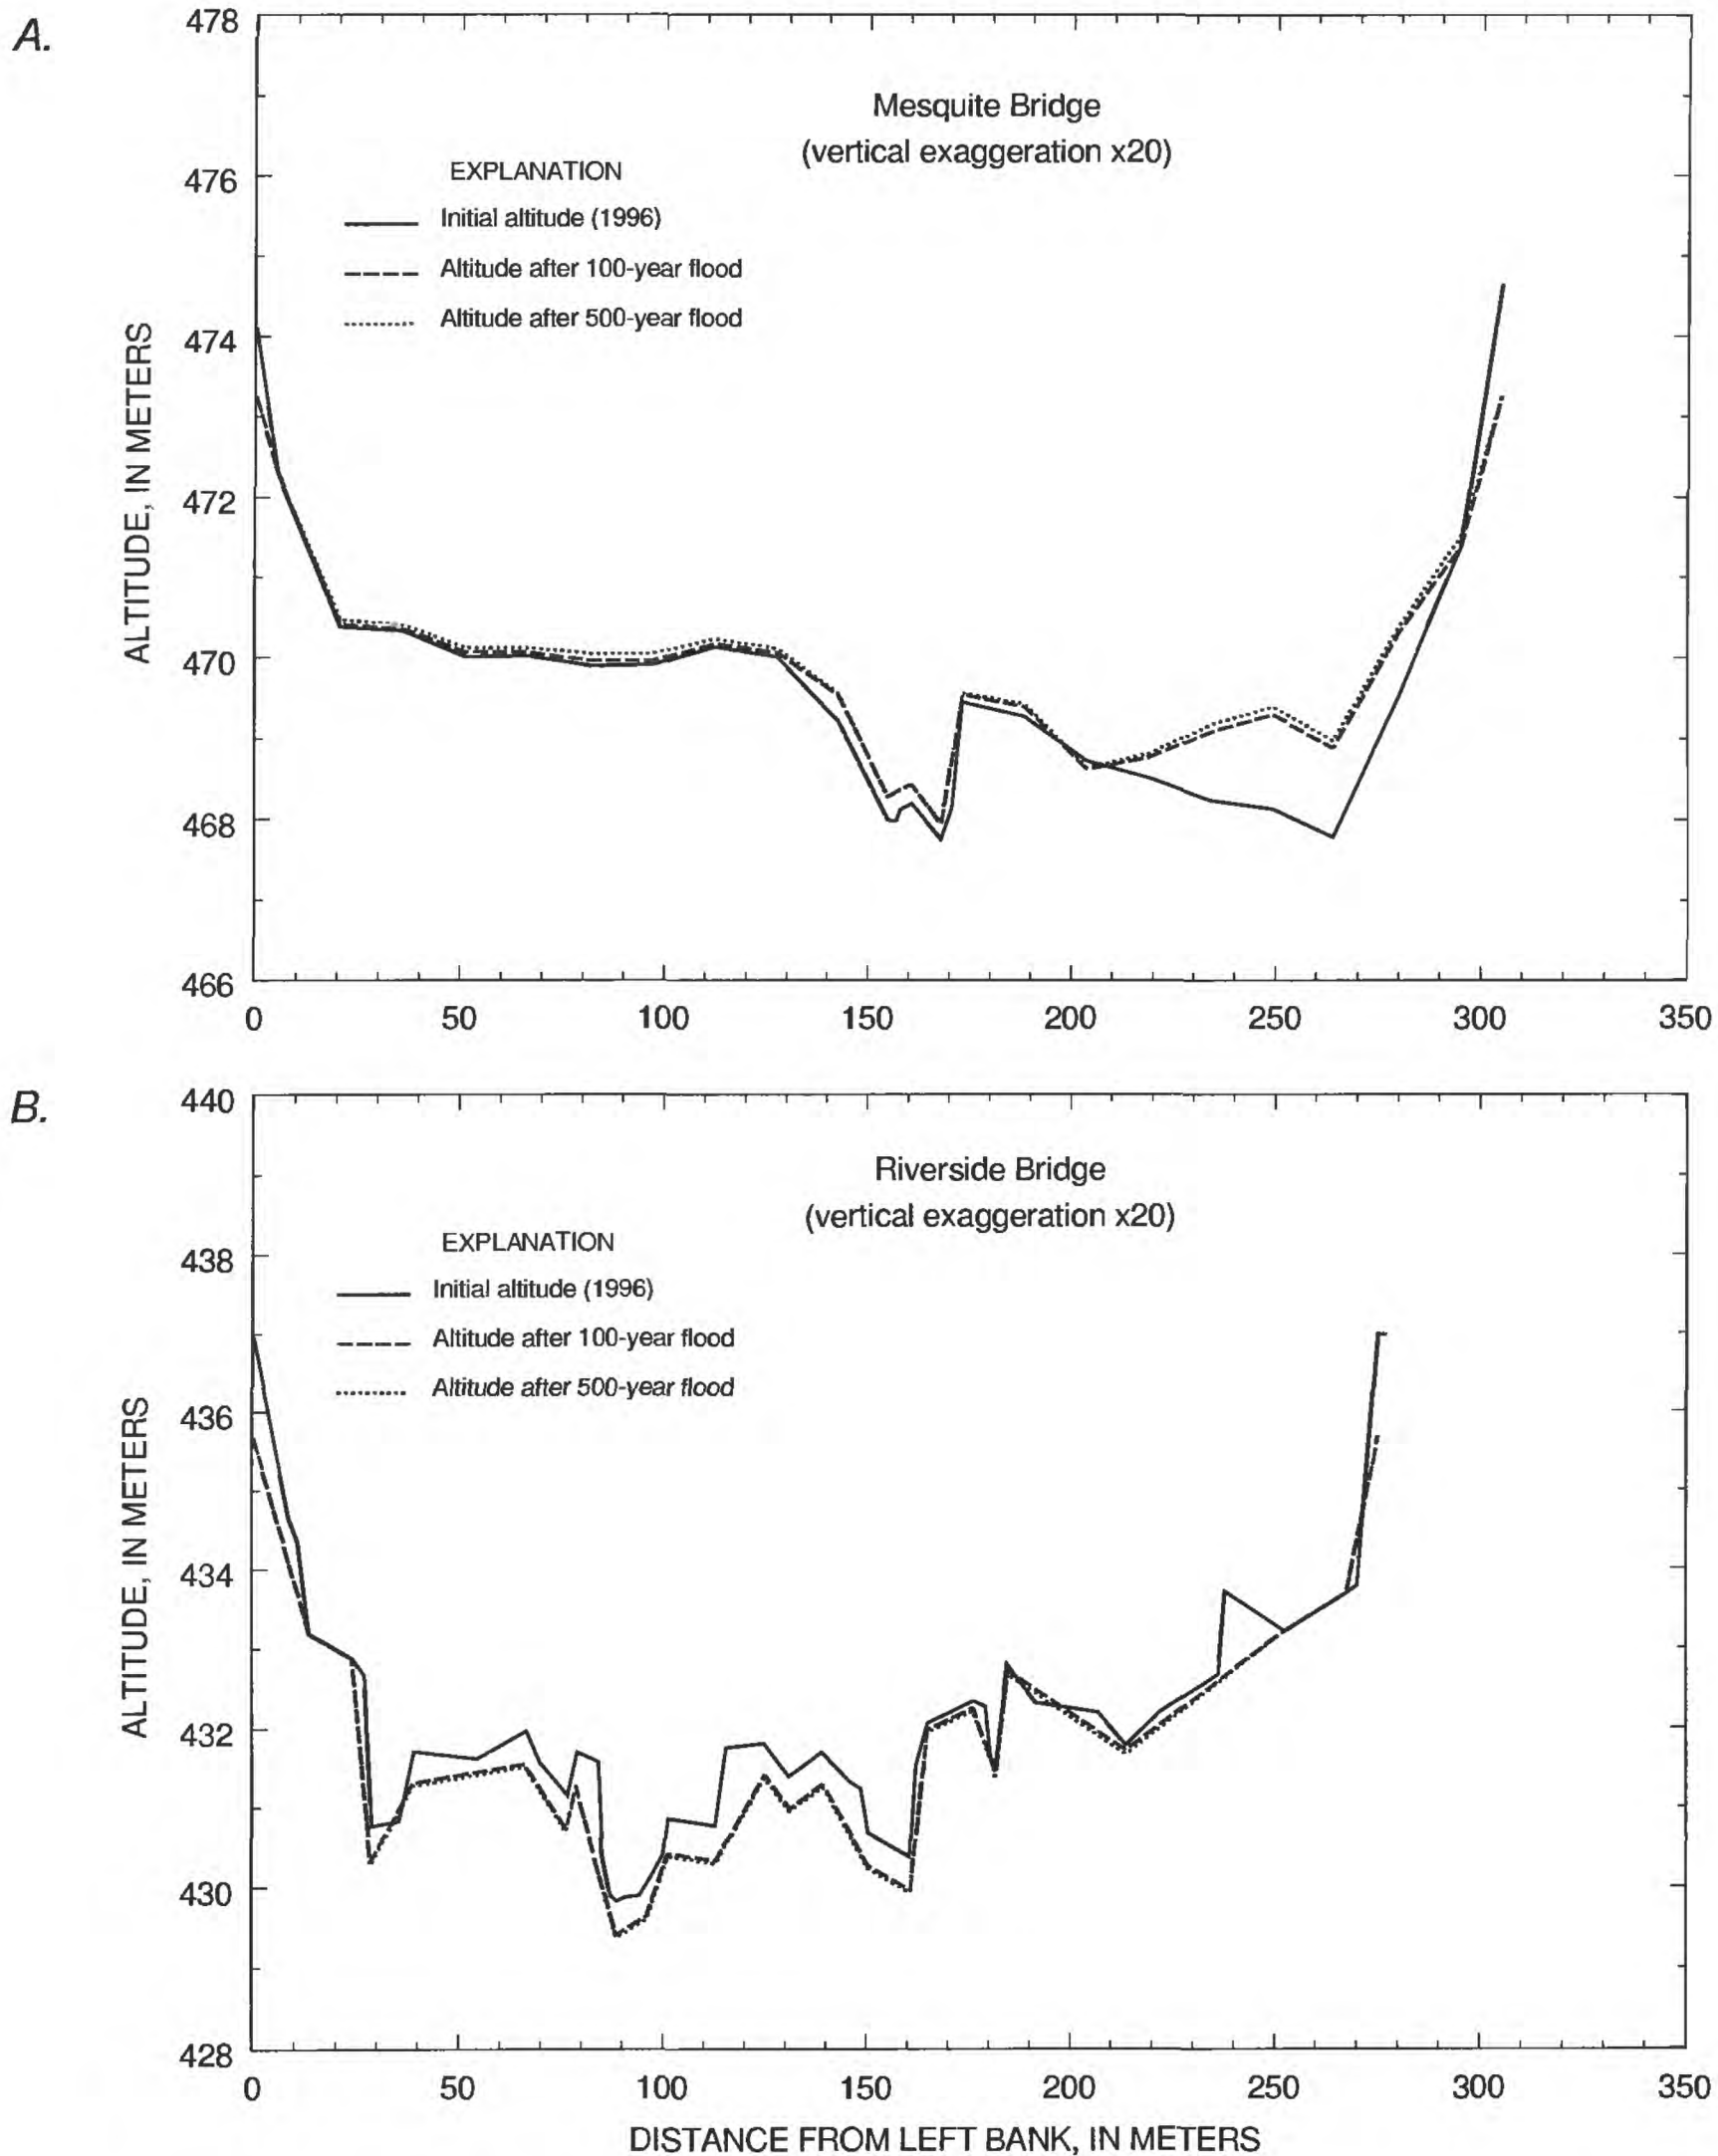 A.
Mesquite Bridge
(vertical exaggeration x20)
EXPLANATION
Initial altitude (1996)
Altitude after 100-year flood
Altitude after 500-year flood
ALTITUDE, IN METERS
478
476
474
472
470
468
466
0 50 100 150 200 250 300 350
B.
Riverside Bridge
(vertical exaggeration x20)
EXPLANATION
Initial altitude (1996)
Altitude after 100-year flood
Altitude after 500-year flood
ALTITUDE, IN METERS
440
438
436
434
432
430
428
0 50 100 150 200 250 300 350
DISTANCE FROM LEFT BANK, IN METERS